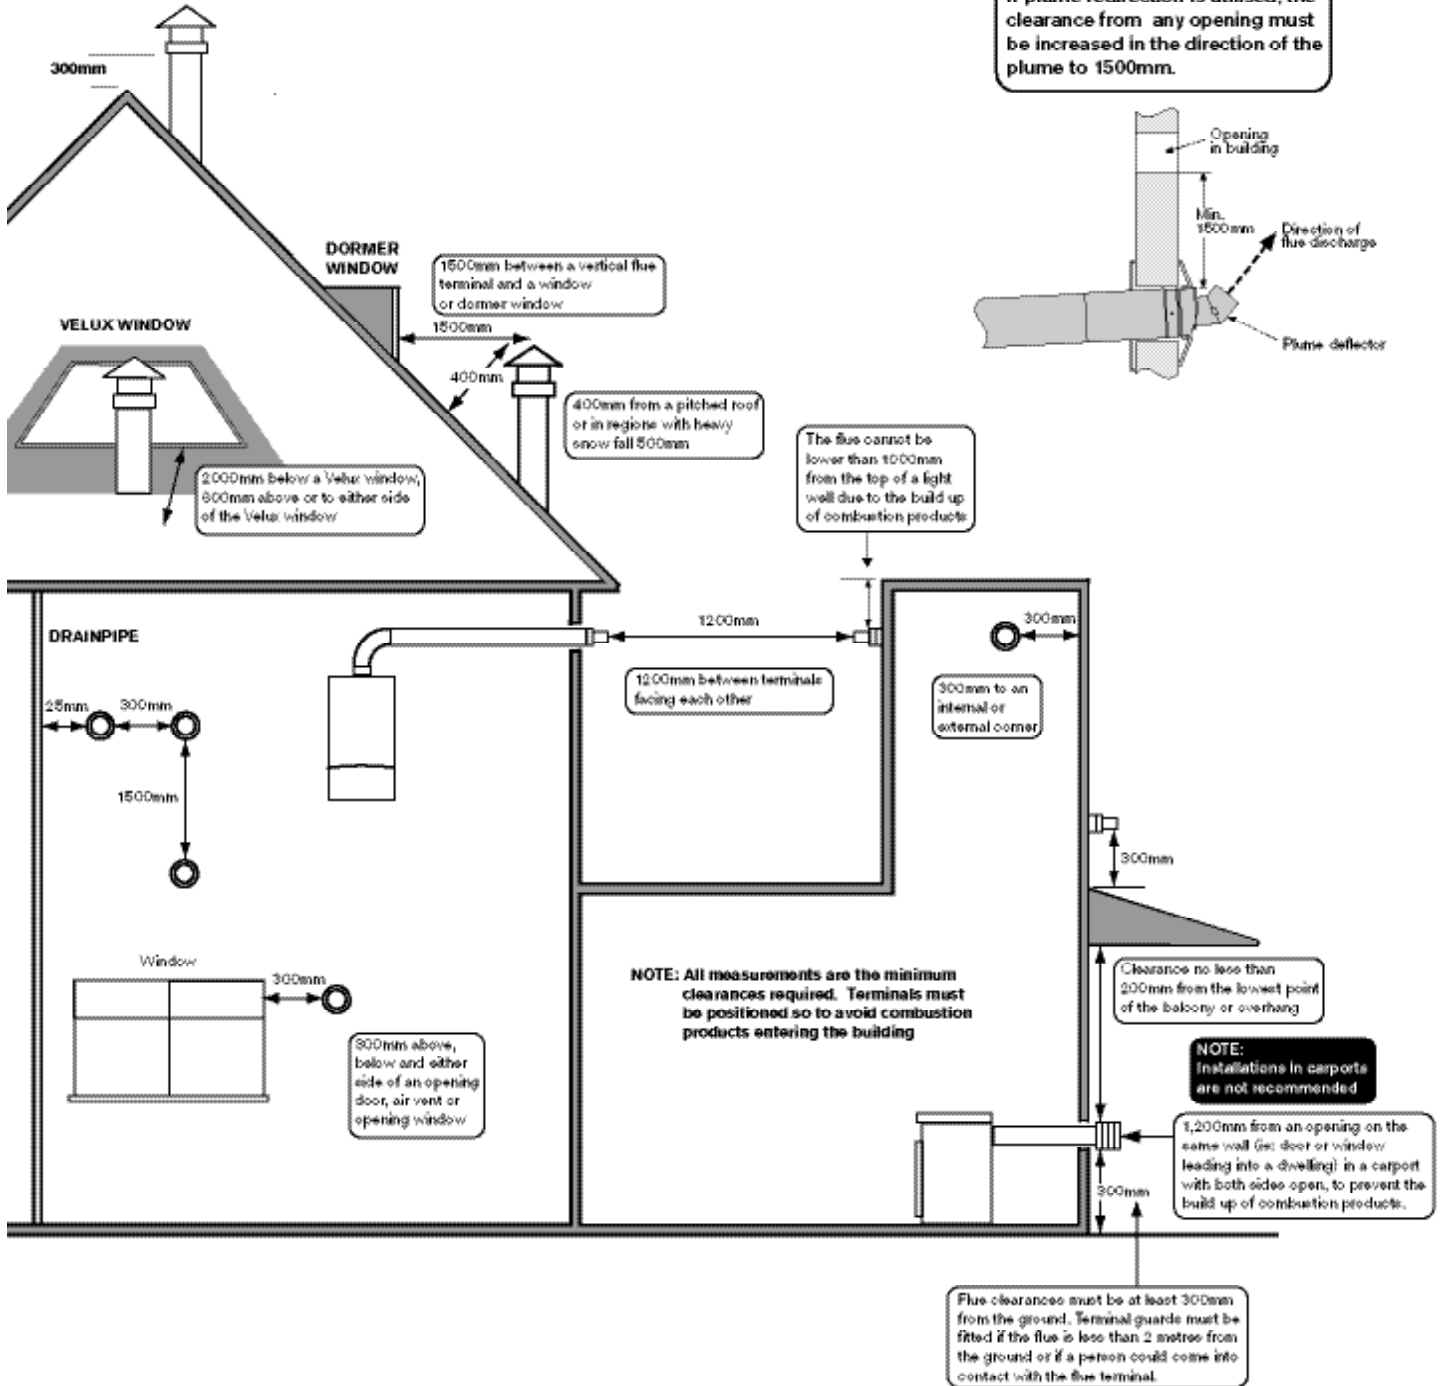 if plume redirection is utilised, the
clearance from any opening must
be increased in the direction of the
plume to 1500mm.
300mm
Opening
in building
Min.
1500mm
Direction of
flue discharge
Plume deflector
DORMER
WINDOW
1500mm between a vertical flue
terminal and a window
or dormer window
1500mm
VELUX WINDOW
400mm
400mm from a pitched roof
or in regions with heavy
snow fall 500mm
2000mm below a Velux window,
600mm above or to either side
of the Velux window
The flue cannot be
lower than 1000mm
from the top of a light
well due to the build up
of combustion products
DRAINPIPE
1200mm
300mm
1200mm between terminals
facing each other
300mm to an
internal or
external corner
25mm
300mm
1500mm
300mm
Window
300mm
300mm above,
below and either
side of an opening
door, air vent or
opening window
NOTE: All measurements are the minimum
clearances required. Terminals must
be positioned so to avoid combustion
products entering the building
Clearance no less than
200mm from the lowest point
of the balcony or overhang
NOTE:
Installations in carports
are not recommended
1,200mm from an opening on the
same wall (ie: door or window
leading into a dwelling) in a carport
with both sides open, to prevent the
build up of combustion products.
300mm
Flue clearances must be at least 300mm
from the ground. Terminal guards must be
fitted if the flue is less than 2 metres from
the ground or if a person could come into
contact with the flue terminal.